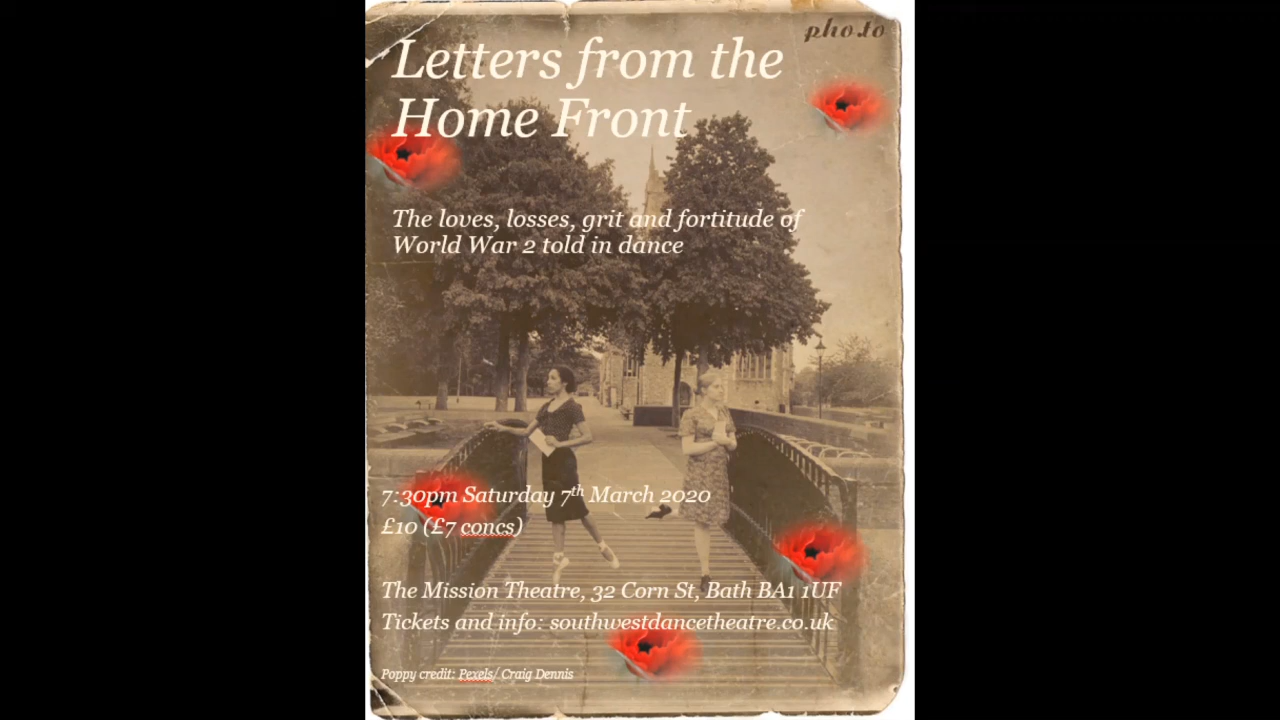 pho.to
Letters from the
Home Front
The loves, losses, grit and fortitude of
World War 2 told in dance
7:30pm Saturday 7th March 2020
£10 (£7 concs)
The Mission Theatre, 32 Corn St, Bath BA1 1UF
Tickets and info: southwestdancetheatre.co.uk
Poppy credit: Pexels/ Craig Dennis